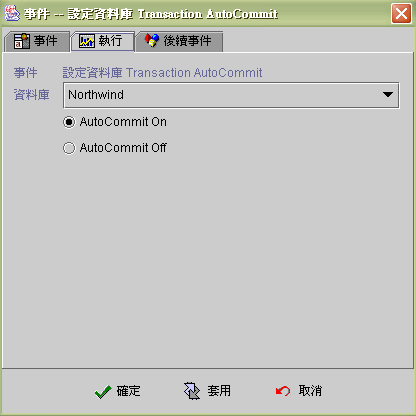 事件 -- 設定資料庫 Transaction AutoCommit
事件 執行 後續事件
事件 設定資料庫 Transaction AutoCommit
資料庫 Northwind
AutoCommit On
AutoCommit Off
確定 套用 取消